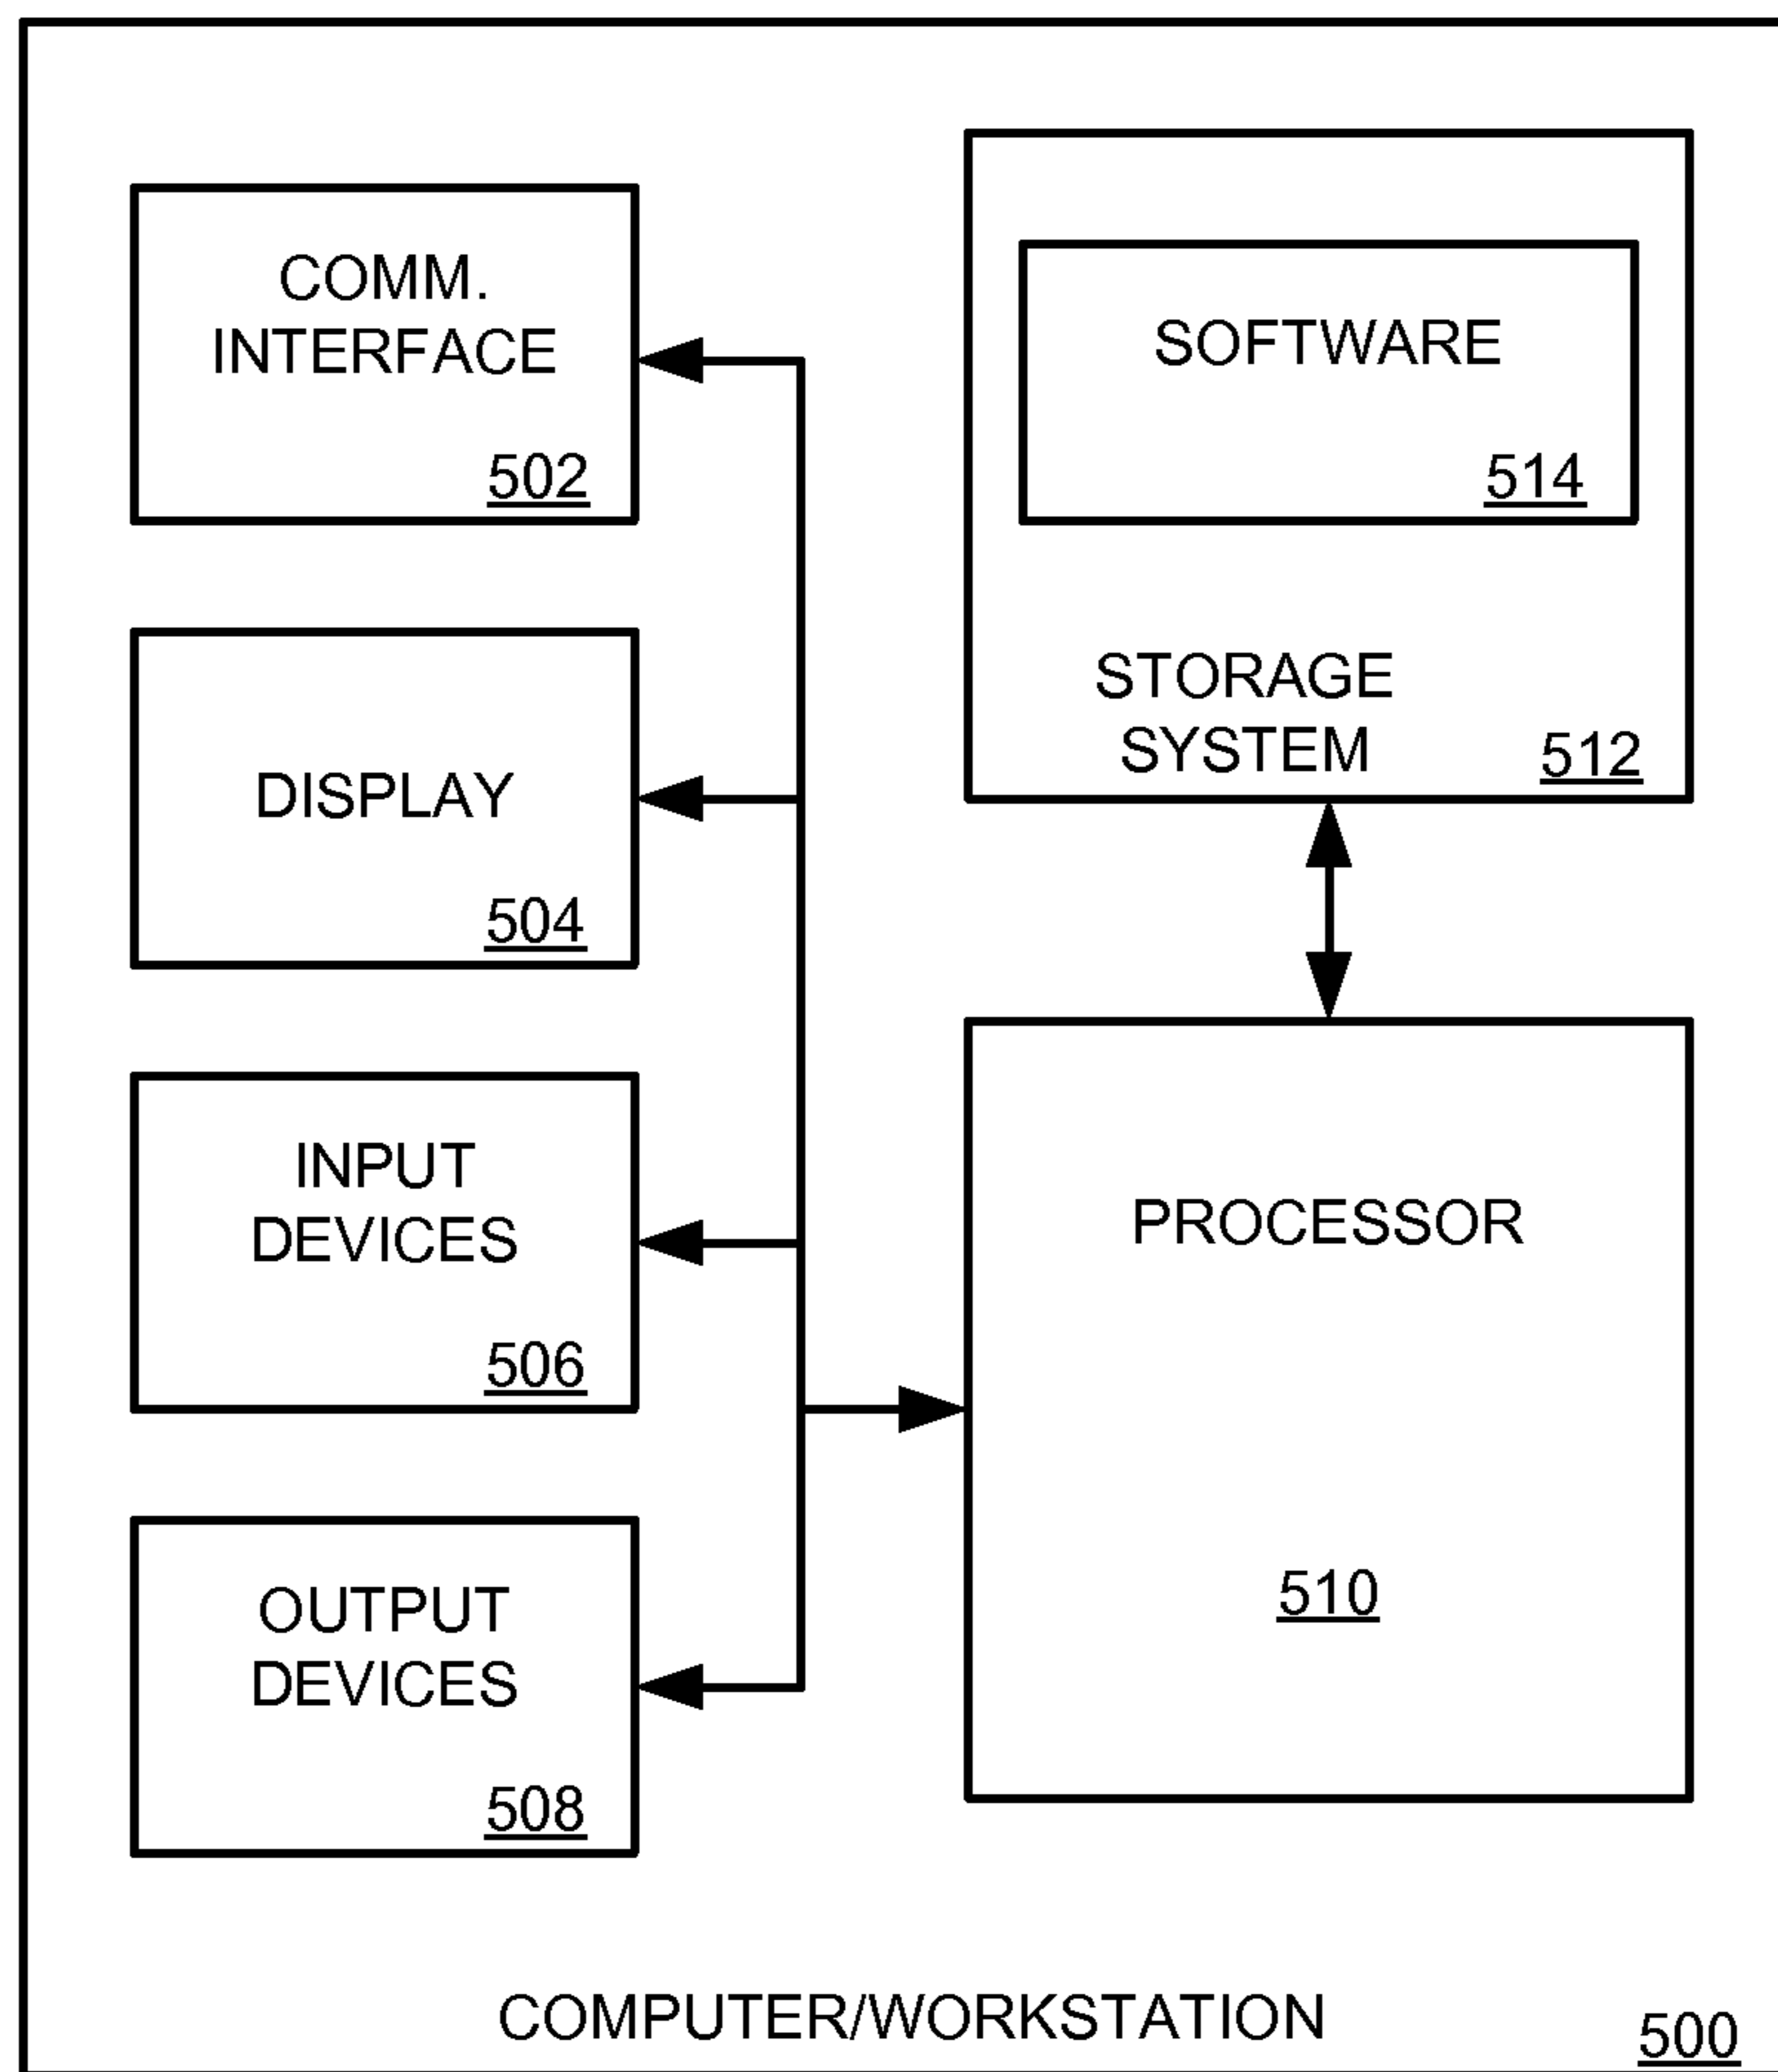 COMM.
INTERFACE
502
SOFTWARE
514
STORAGE
SYSTEM
512
DISPLAY
504
INPUT
DEVICES
506
PROCESSOR
510
OUTPUT
DEVICES
508
COMPUTER/WORKSTATION
500